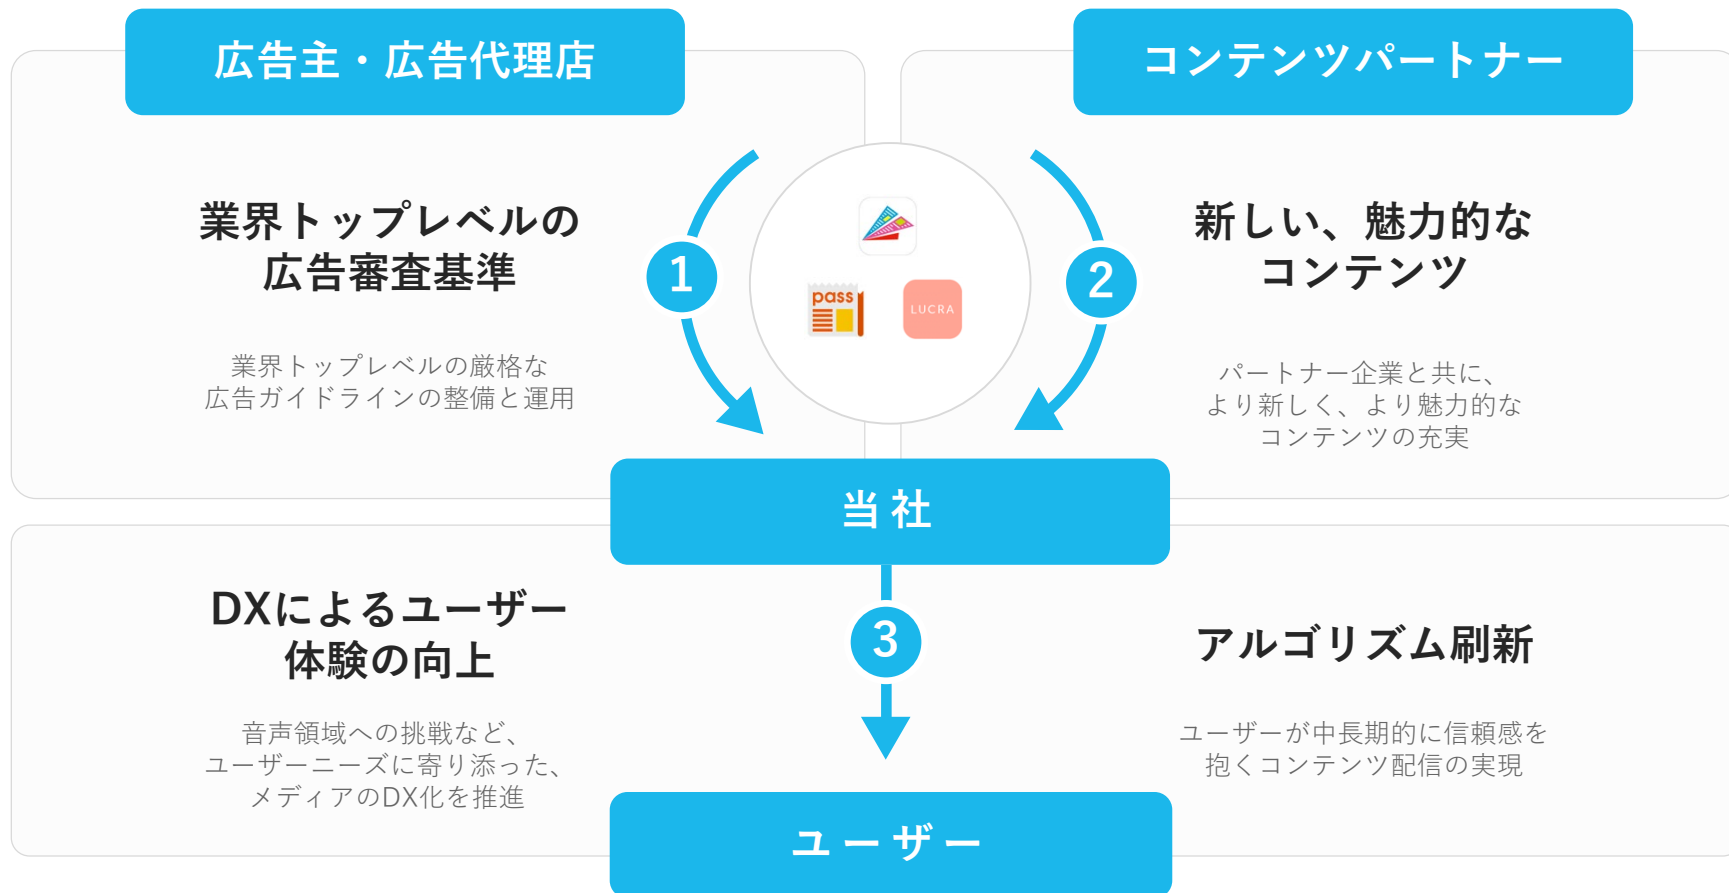 広告主・広告代理店
コンテンツパートナー
業界トップレベルの
広告審査基準
業界トップレベルの厳格な
広告ガイドラインの整備と運用
1
pass
LUCRA
2
新しい、魅力的な
コンテンツ
パートナー企業と共に、
より新しく、より魅力的な
コンテンツの充実
当社
DXによるユーザー
体験の向上
音声領域への挑戦など、
ユーザーニーズに寄り添った、
メディアのDX化を推進
3
アルゴリズム刷新
ユーザーが中長期的に信頼感を
抱くコンテンツ配信の実現
ユーザー